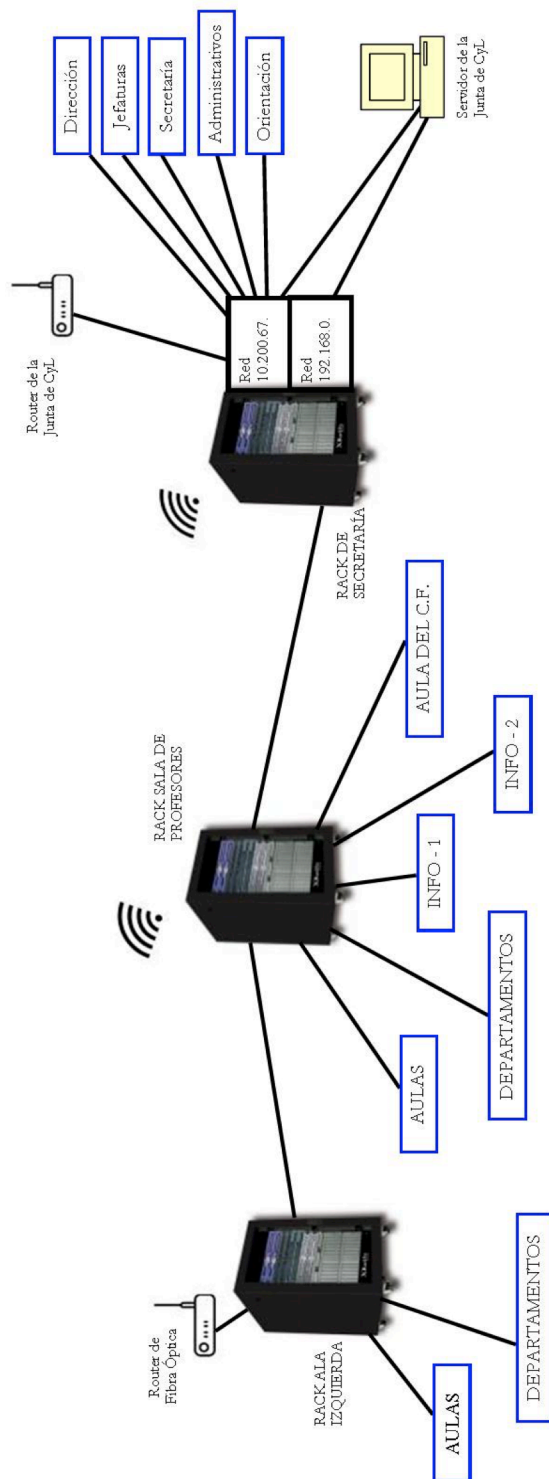 Router de
Fibra Óptica
RACK ALA
IZQUIERDA
AULAS
DEPARTAMENTOS
RACK SALA DE
PROFESORES
AULAS
DEPARTAMENTOS
INFO - 1
INFO - 2
AULA DEL C.F.
Router de la
Junta de CyL
RACK DE
SECRETARÍA
Red
10.200.67.
Red
192.168.0.
Dirección
Jefaturas
Secretaría
Administrativos
Orientación
Servidor de la
Junta de CyL